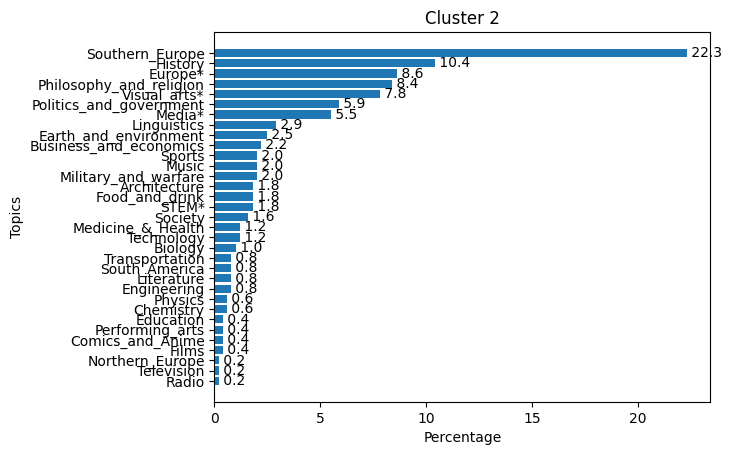 Cluster 2
Southern_Europe 22.3
History 10.4
Europe* 8.6
Philosophy_and_religion 8.4
Visual_arts* 7.8
Politics_and_government 5.9
Media* 5.5
Linguistics 2.9
Earth_and_environment 2.5
Business_and_economics 2.2
Sports 2.0
Music 2.0
Military_and_warfare 2.0
Architecture 1.8
Food_and_drink 1.8
STEM* 1.8
Society 1.6
Medicine_&_Health 1.2
Technology 1.2
Biology 1.0
Transportation 0.8
South_America 0.8
Literature 0.8
Engineering 0.8
Physics 0.6
Chemistry 0.6
Education 0.4
Performing_arts 0.4
Comics_and_Anime 0.4
Films 0.4
Northern_Europe 0.2
Television 0.2
Radio 0.2
Topics
0 5 10 15 20
Percentage